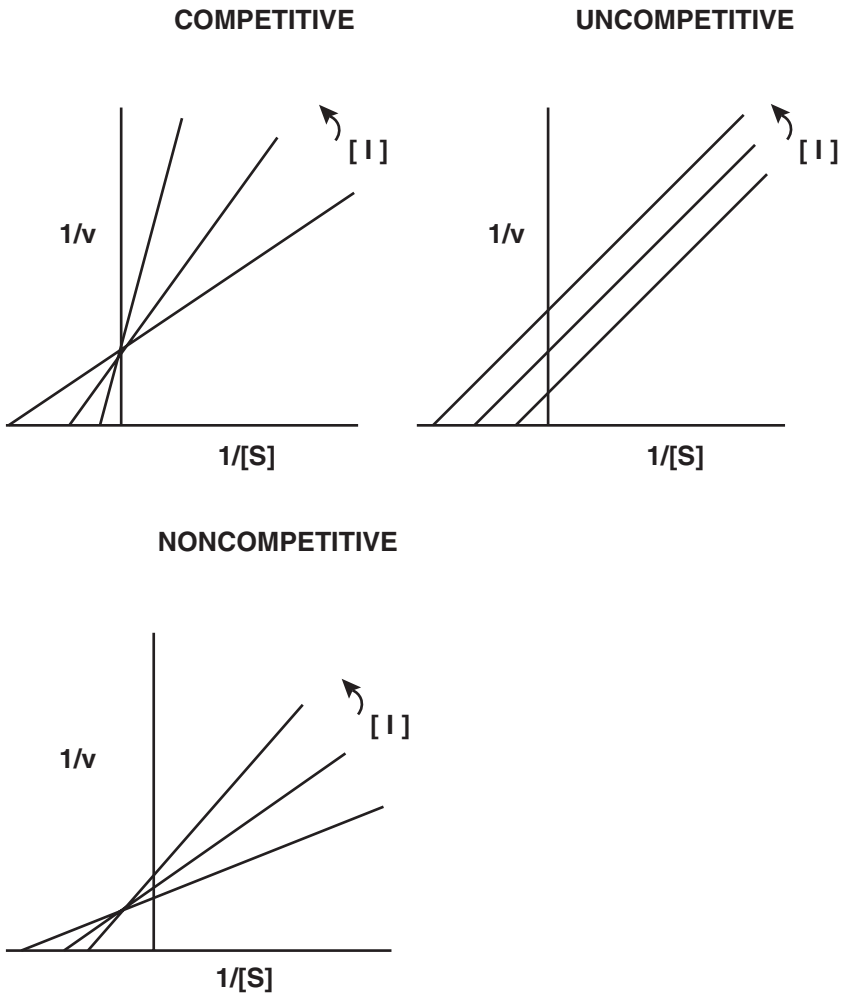 COMPETITIVE
1/v
[ I ]
1/[S]
UNCOMPETITIVE
1/v
[ I ]
1/[S]
NONCOMPETITIVE
1/v
[ I ]
1/[S]